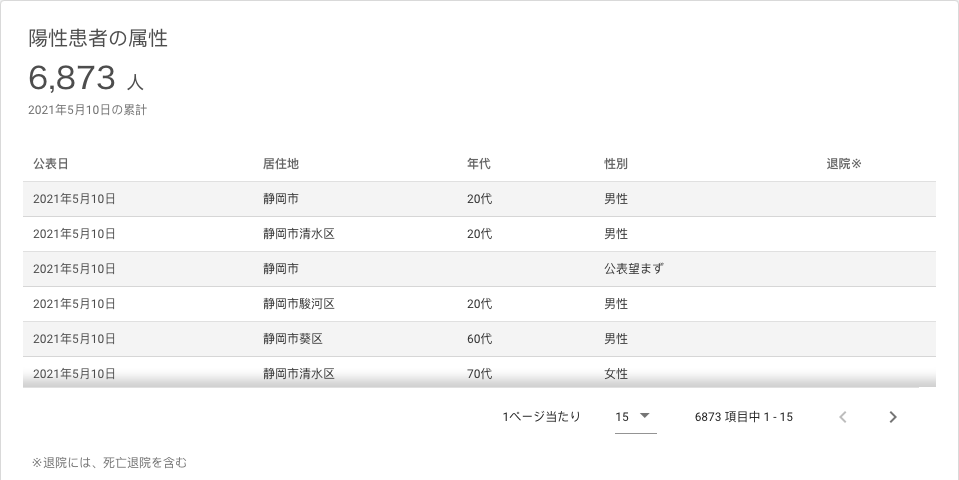 陽性患者の属性
6,873 人
2021年5月10日の累計
公表日 居住地 年代 性別 退院※
2021年5月10日 静岡市 20代 男性
2021年5月10日 静岡市清水区 20代 男性
2021年5月10日 静岡市 公表望まず
2021年5月10日 静岡市駿河区 20代 男性
2021年5月10日 静岡市葵区 60代 男性
2021年5月10日 静岡市清水区 70代 女性
1ページ当たり 15 6873 項目中 1 - 15
※退院には、死亡退院を含む